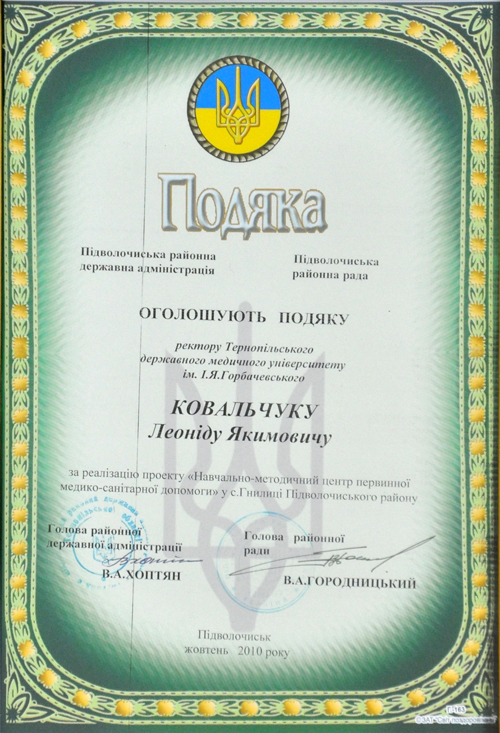 Подяка
Підволочиська районна
державна адміністрація
Підволочиська
районна рада
ОГОЛОШУЮТЬ ПОДЯКУ
ректору Тернопільського
державного медичного університету
ім. І.Я.Горбачевського
КОВАЛЬЧУКУ
Леоніду Якимовичу
за реалізацію проекту «Навчально-методичний центр первинної
медико-санітарної допомоги» у с.Гнилиці Підволочиського району
Голова районної
державної адміністрації
В.А.ХОПТЯН
Голова районної
ради
В.А.ГОРОДНИЦЬКИЙ
Підволочиськ
жовтень 2010 року
Г-163